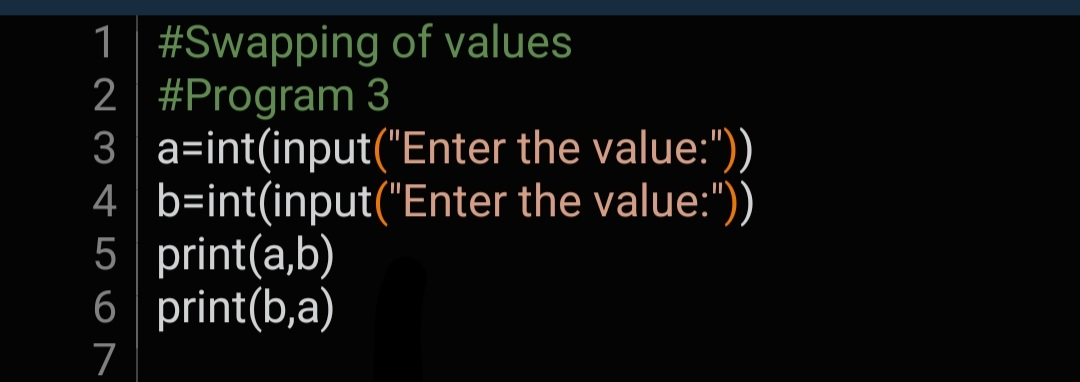 1 #Swapping of values
2 #Program 3
3 a=int(input("Enter the value:"))
4 b=int(input("Enter the value:"))
5 print(a,b)
6 print(b,a)
7